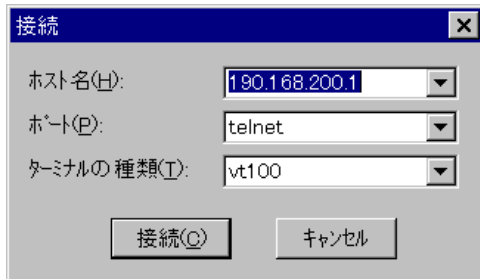 接続
ホスト名(H): 190.168.200.1
ﾎﾟｰﾄ(P): telnet
ﾀｰﾐﾅﾙの種類(T): vt100
接続(C) ｷｬﾝｾﾙ